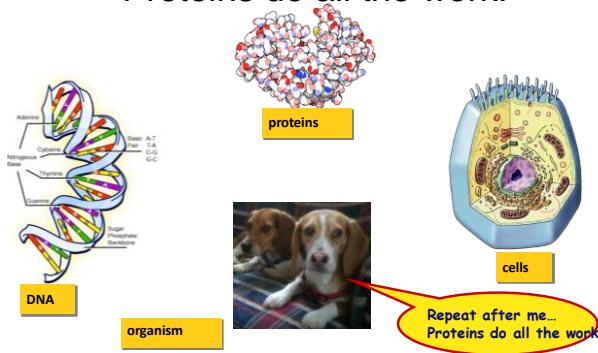 Proteins do all the work!
proteins
Adenine
Base
Pair
A-T
T-A
C-G
G-C
Cytosine
Nitrogenous
Base
Thymine
Guanine
Sugar
Phosphate
Backbone
cells
DNA
organism
Repeat after me…
Proteins do all the work